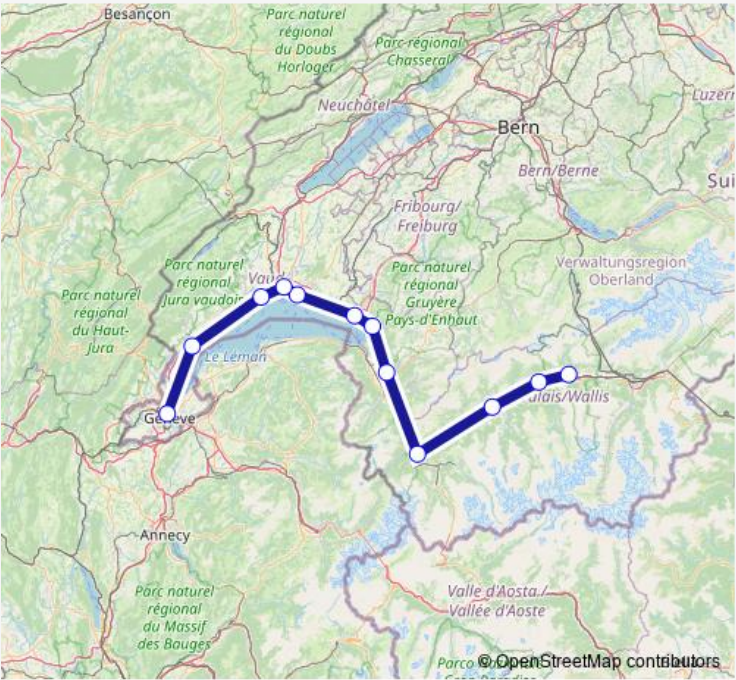 Besançon
Parc naturel
régional
du Doubs
Horloger
Parc régional
Chasseral
Neuchâtel
Luzern
Bern
Bern/Berne
Sui
Fribourg/
Freiburg
Verwaltungsregion
Oberland
Parc naturel
régional
Jura vaudois
Vaud
Parc naturel
régional
Gruyère
Pays-d'Enhaut
Parc naturel
régional
du Haut-
Jura
Le Léman
Genève
alais/Wallis
Annecy
Parc naturel
régional
du Massif
des Bauges
Valle d'Aosta /
Vallée d'Aoste
Parco
© OpenStreetMap contributors